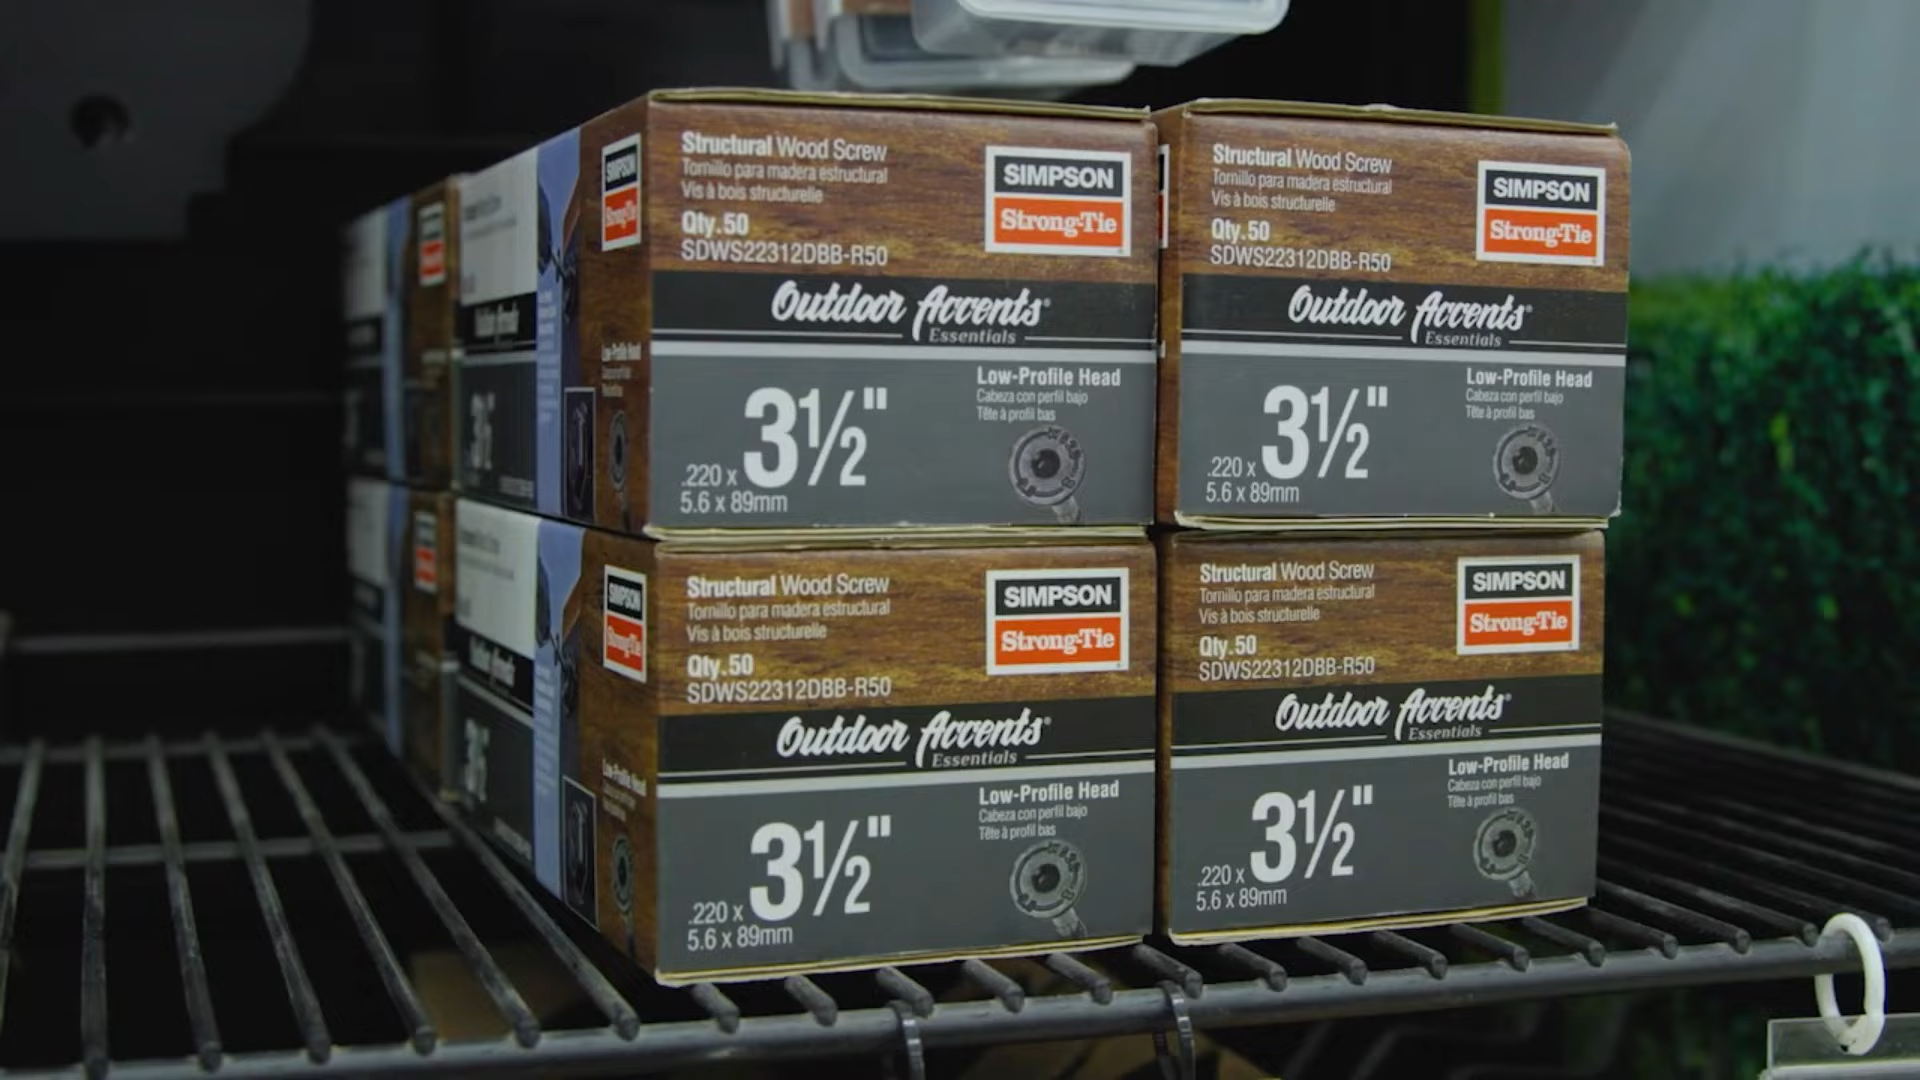 SIMPSON
Strong-Tie
Structural Wood Screw
Tornillo para madera estructural
Vis à bois structurelle
Qty.50
SDWS22312DBB-R50
SIMPSON
Strong-Tie
Outdoor Accents®
Essentials
Low-Profile Head
Cabeza con perfil bajo
Tête à profil bas
.220 x 3½"
5.6 x 89mm
Structural Wood Screw
Tornillo para madera estructural
Vis à bois structurelle
Qty.50
SDWS22312DBB-R50
SIMPSON
Strong-Tie
Outdoor Accents®
Essentials
Low-Profile Head
Cabeza con perfil bajo
Tête à profil bas
.220 x 3½"
5.6 x 89mm
SIMPSON
Strong-Tie
Low-Profile Head
Structural Wood Screw
Tornillo para madera estructural
Vis à bois structurelle
Qty.50
SDWS22312DBB-R50
SIMPSON
Strong-Tie
Outdoor Accents®
Essentials
Low-Profile Head
Cabeza con perfil bajo
Tête à profil bas
.220 x 3½"
5.6 x 89mm
Structural Wood Screw
Tornillo para madera estructural
Vis à bois structurelle
Qty.50
SDWS22312DBB-R50
SIMPSON
Strong-Tie
Outdoor Accents®
Essentials
Low-Profile Head
Cabeza con perfil bajo
Tête à profil bas
.220 x 3½"
5.6 x 89mm